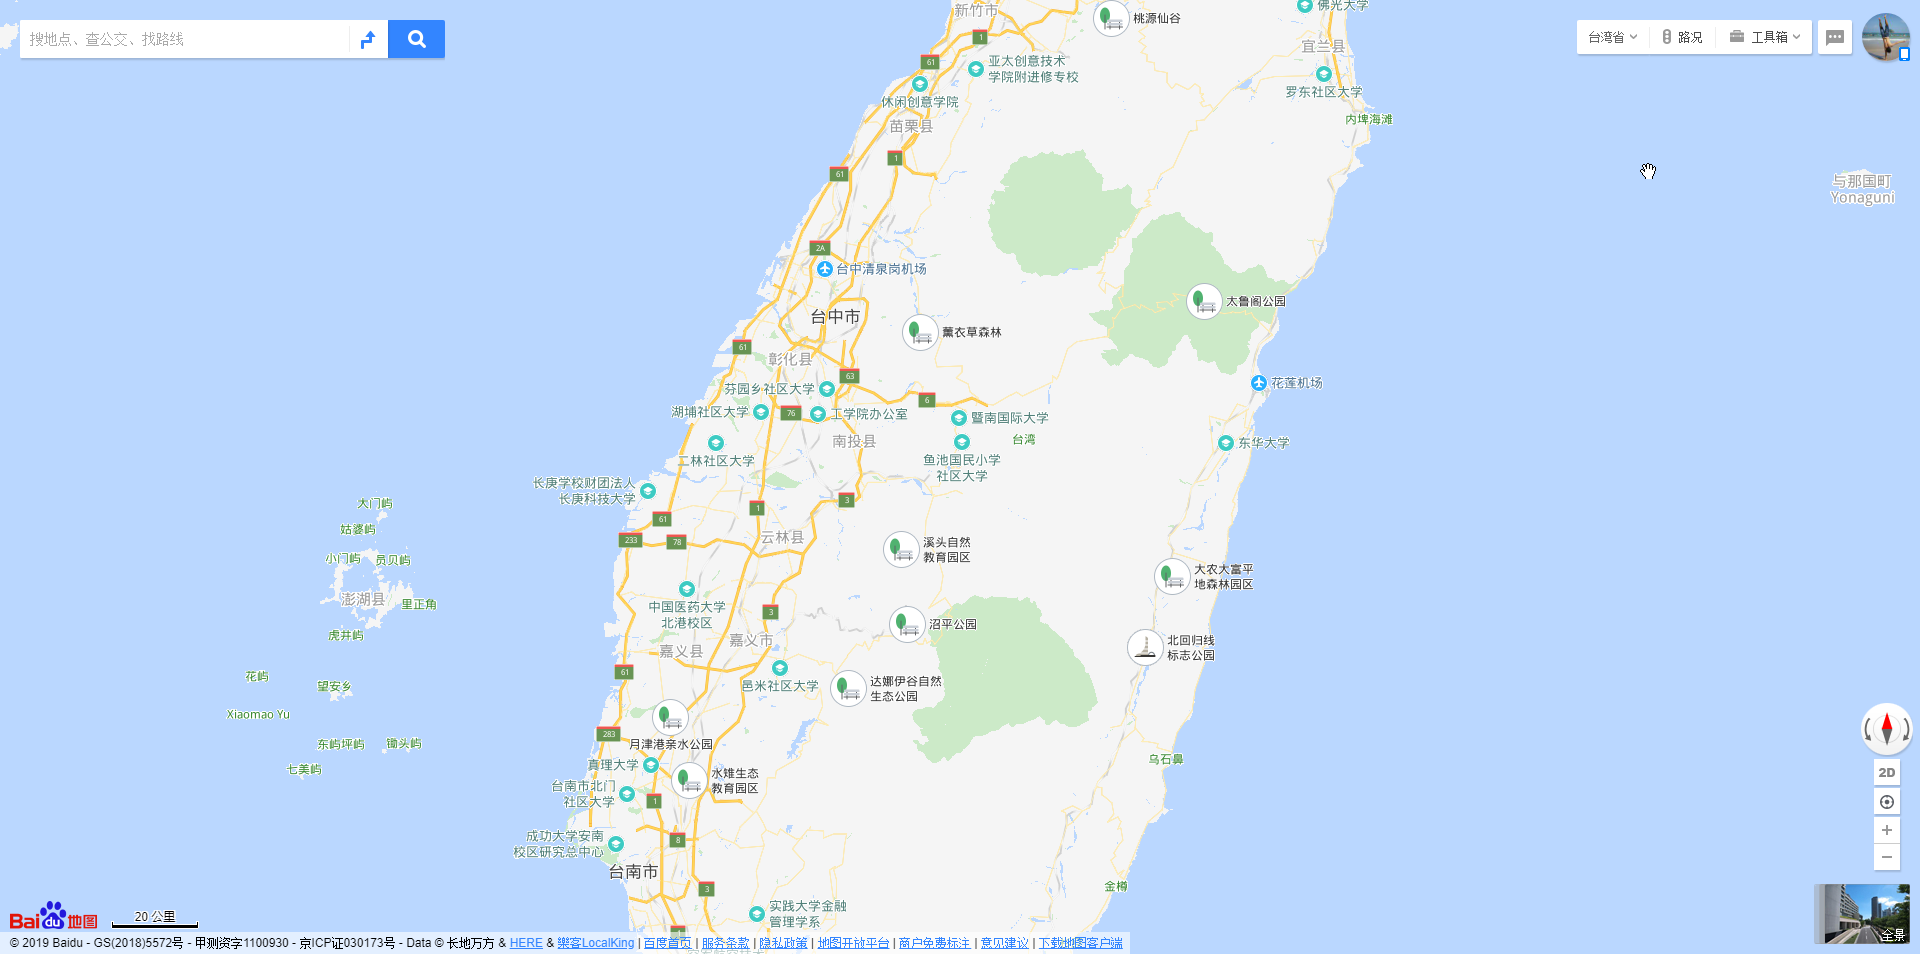 搜地点、查公交、找路线
台湾省
路况
工具箱
新竹市
桃源仙谷
佛光大学
宜兰县
1
61
亚太创意技术
学院附进修专校
休闲创意学院
罗东社区大学
苗栗县
内埤海滩
1
61
与那国町
Yonaguni
2A
台中清泉岗机场
太鲁阁公园
台中市
薰衣草森林
61
彰化县
63
花莲机场
芬园乡社区大学
6
湖埔社区大学
76
工学院办公室
暨南国际大学
南投县
台湾
东华大学
二林社区大学
鱼池国民小学
社区大学
长庚学校财团法人
长庚科技大学
3
1
大门屿
61
姑婆屿
233
78
云林县
溪头自然
教育园区
小门屿
员贝屿
大农大富平
地森林园区
澎湖县
里正角
中国医药大学
北港校区
3
沼平公园
虎井屿
嘉义市
嘉义县
北回归线
标志公园
花屿
61
邑米社区大学
达娜伊谷自然
生态公园
望安乡
Xiaomao Yu
283
月津港亲水公园
东屿坪屿
锄头屿
乌石鼻
七美屿
真理大学
水雉生态
教育园区
台南市北门
社区大学
1
2D
成功大学安南
校区研究总中心
8
台南市
3
金樽
实践大学金融
管理学系
Baidu地图
20 公里
全景
© 2019 Baidu - GS(2018)5572号 - 甲测资字1100930 - 京ICP证030173号 - Data © 长地万方 & HERE & 樂客LocalKing | 百度首页 | 服务条款 | 隐私政策 | 地图开放平台 | 商户免费标注 | 意见建议 | 下载地图客户端